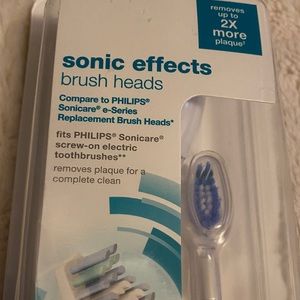 removes
up to
2X
more
plaque†
sonic effects
brush heads
Compare to PHILIPS®
Sonicare® e-Series
Replacement Brush Heads*
fits PHILIPS® Sonicare®
screw-on electric
toothbrushes**
removes plaque for a
complete clean